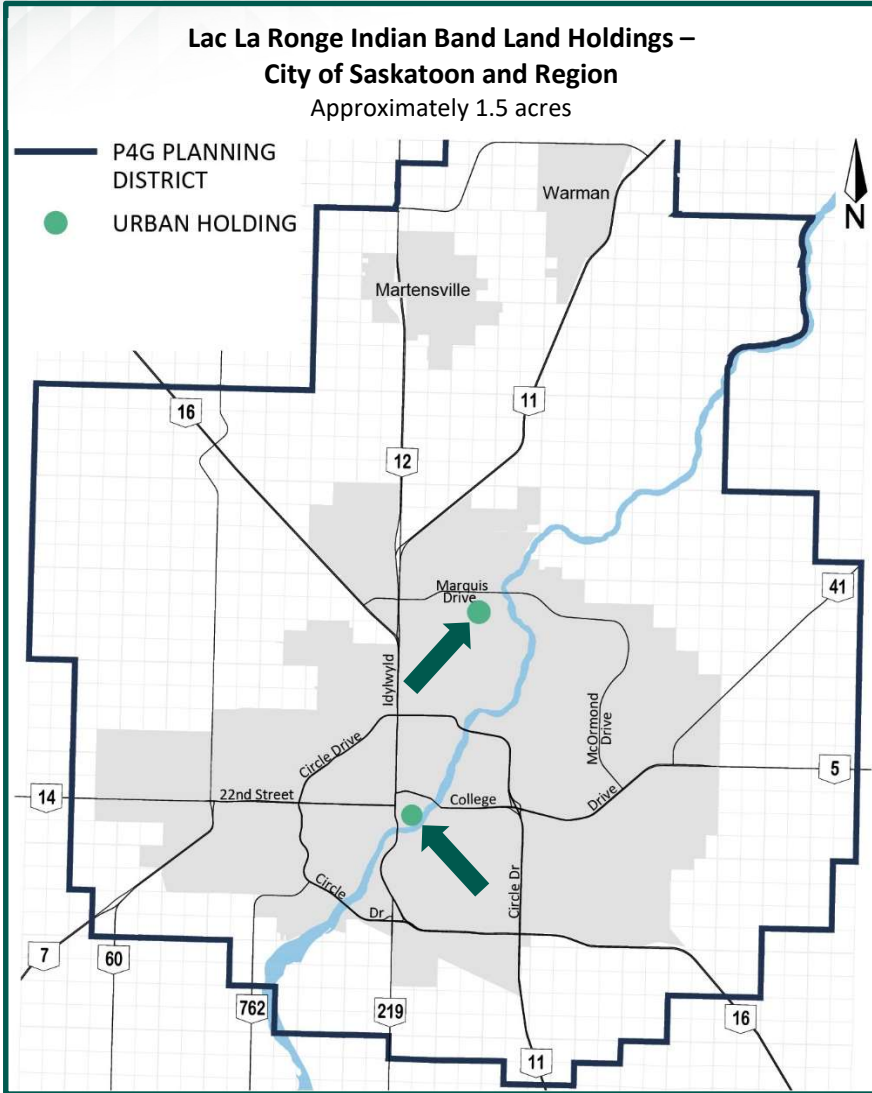 Lac La Ronge Indian Band Land Holdings –
City of Saskatoon and Region
Approximately 1.5 acres
P4G PLANNING
DISTRICT
URBAN HOLDING
N
Warman
Martensville
16
11
12
Marquis
Drive
41
Idylwyld
McOrmond
Drive
Circle Drive
5
14
22nd Street
College
Drive
Circle
Dr
Circle Dr
7
60
762
219
16
11